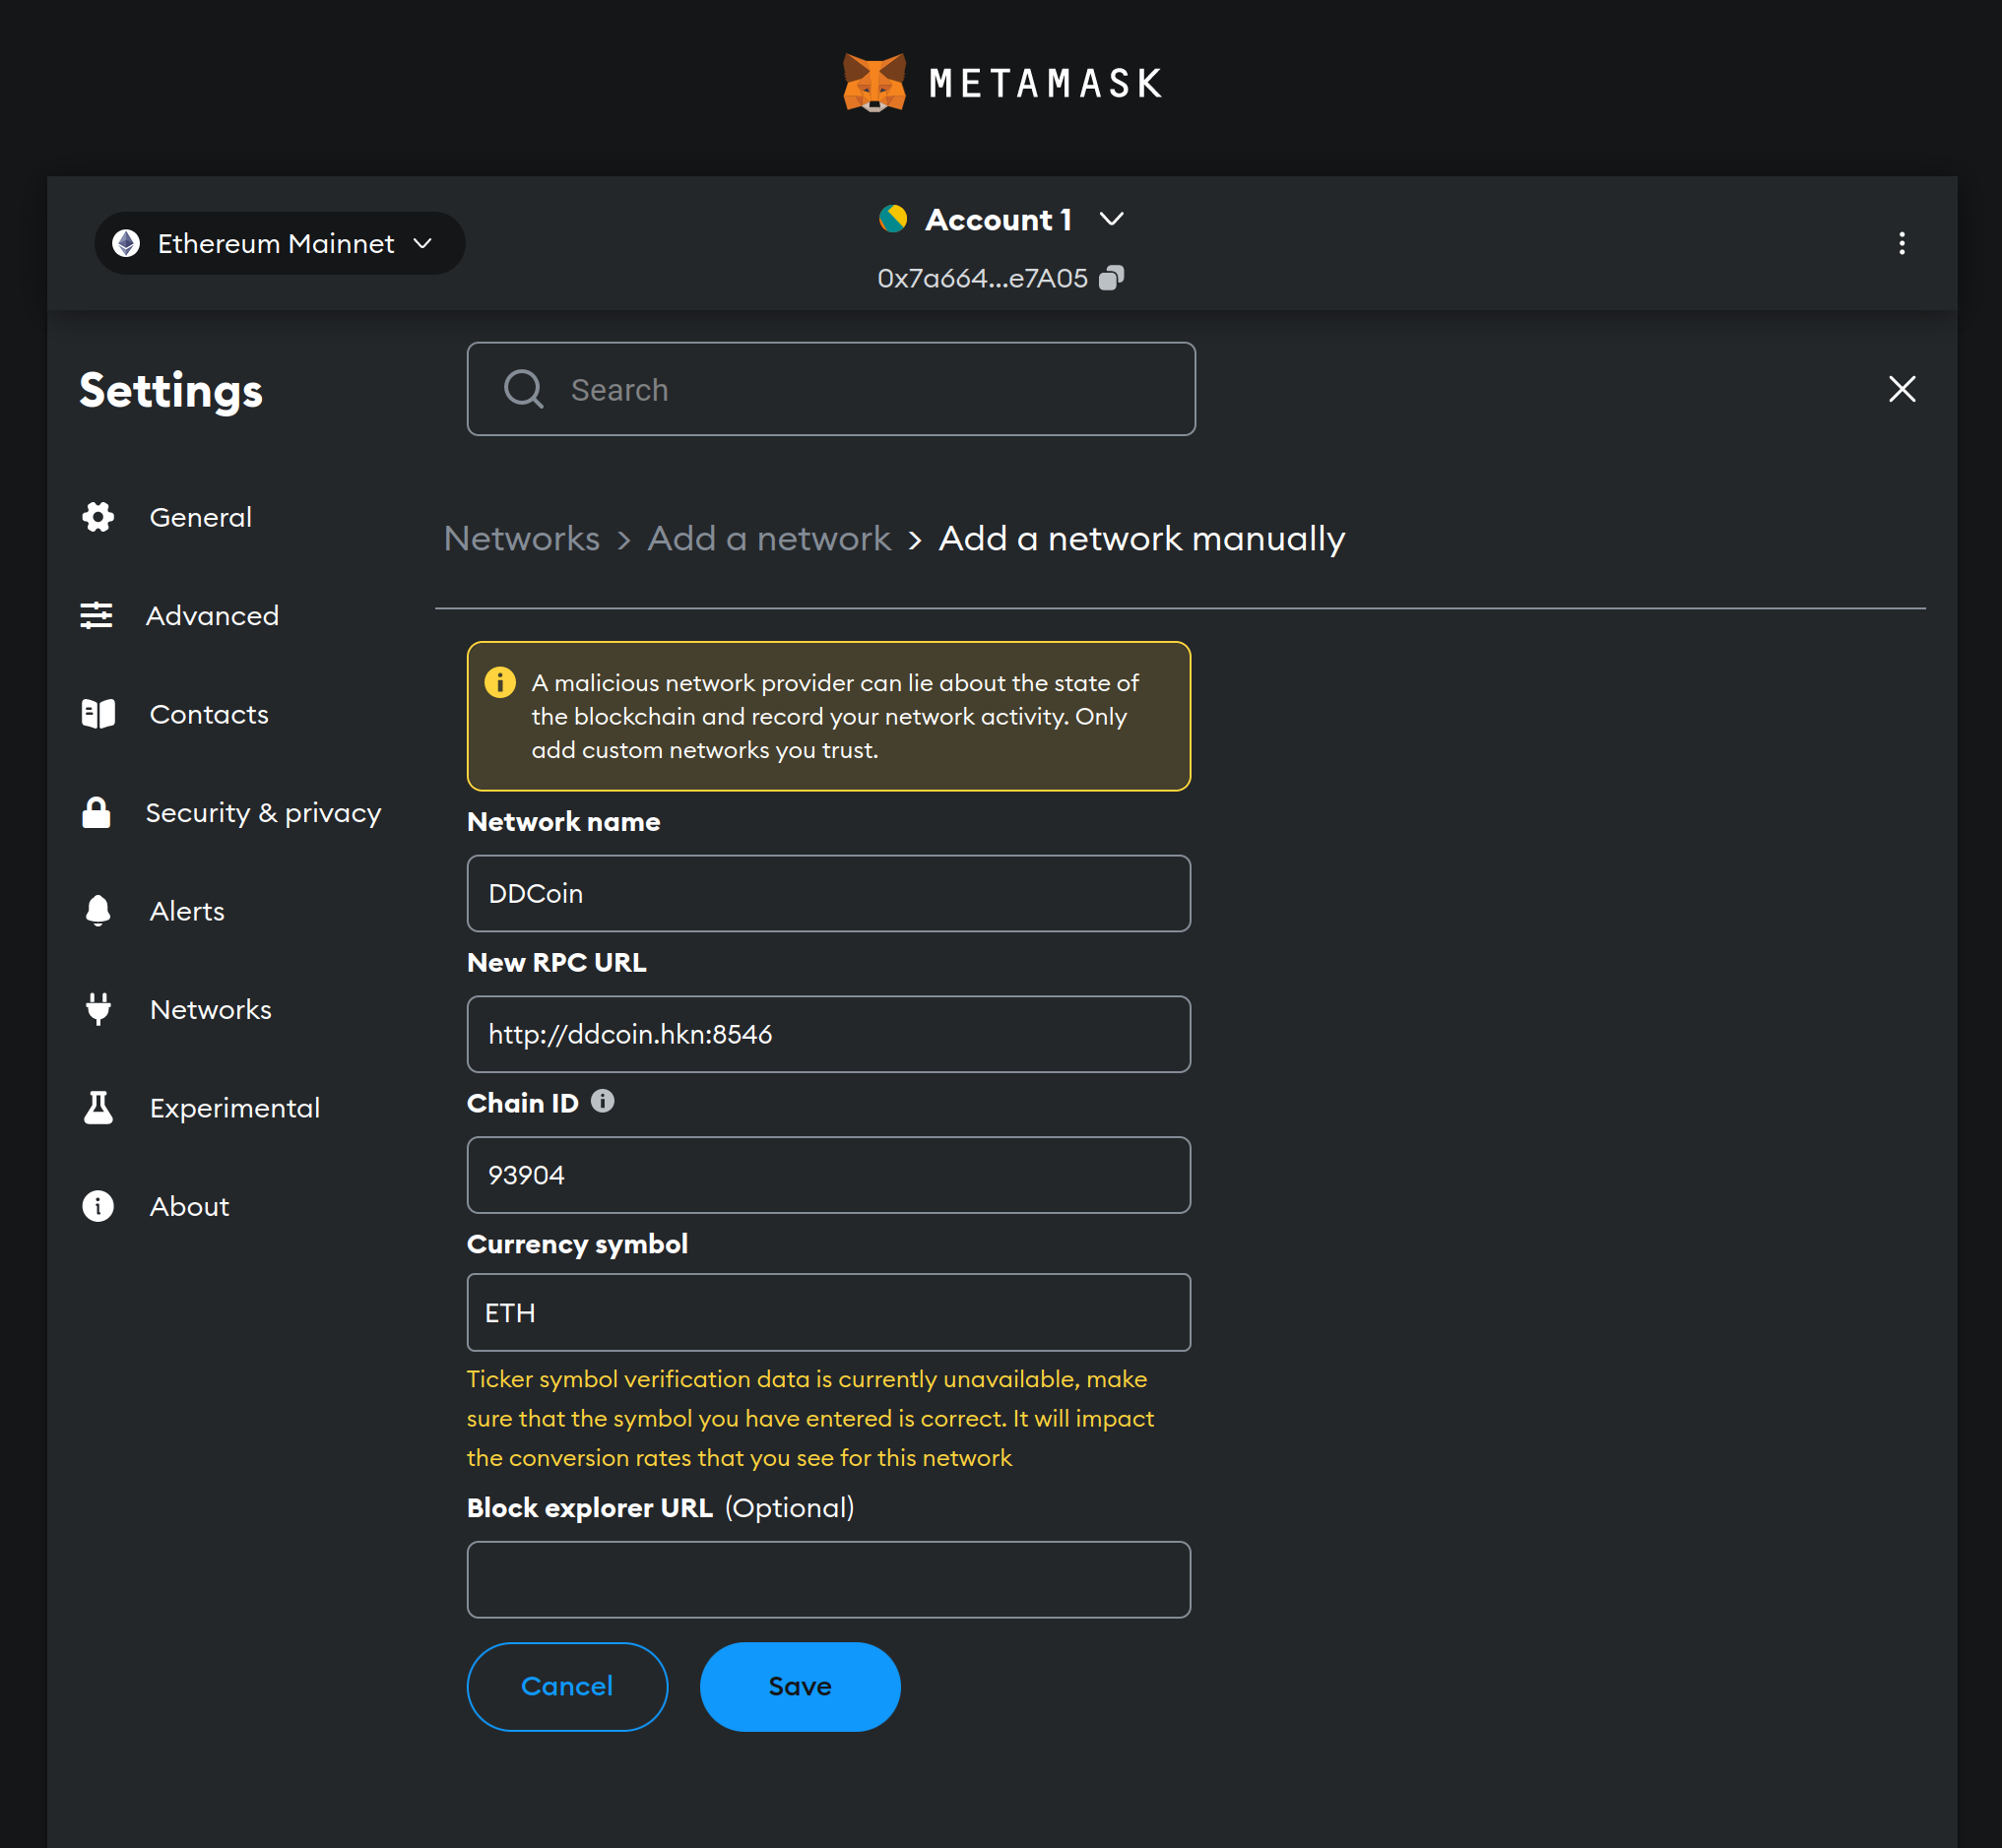 METAMASK
Ethereum Mainnet
Account 1
0x7a664...e7A05
Settings
Search
General
Advanced
Contacts
Security & privacy
Alerts
Networks
Experimental
About
Networks > Add a network > Add a network manually
A malicious network provider can lie about the state of
the blockchain and record your network activity. Only
add custom networks you trust.
Network name
DDCoin
New RPC URL
http://ddcoin.hkn:8546
Chain ID
93904
Currency symbol
ETH
Ticker symbol verification data is currently unavailable, make
sure that the symbol you have entered is correct. It will impact
the conversion rates that you see for this network
Block explorer URL (Optional)
Cancel
Save